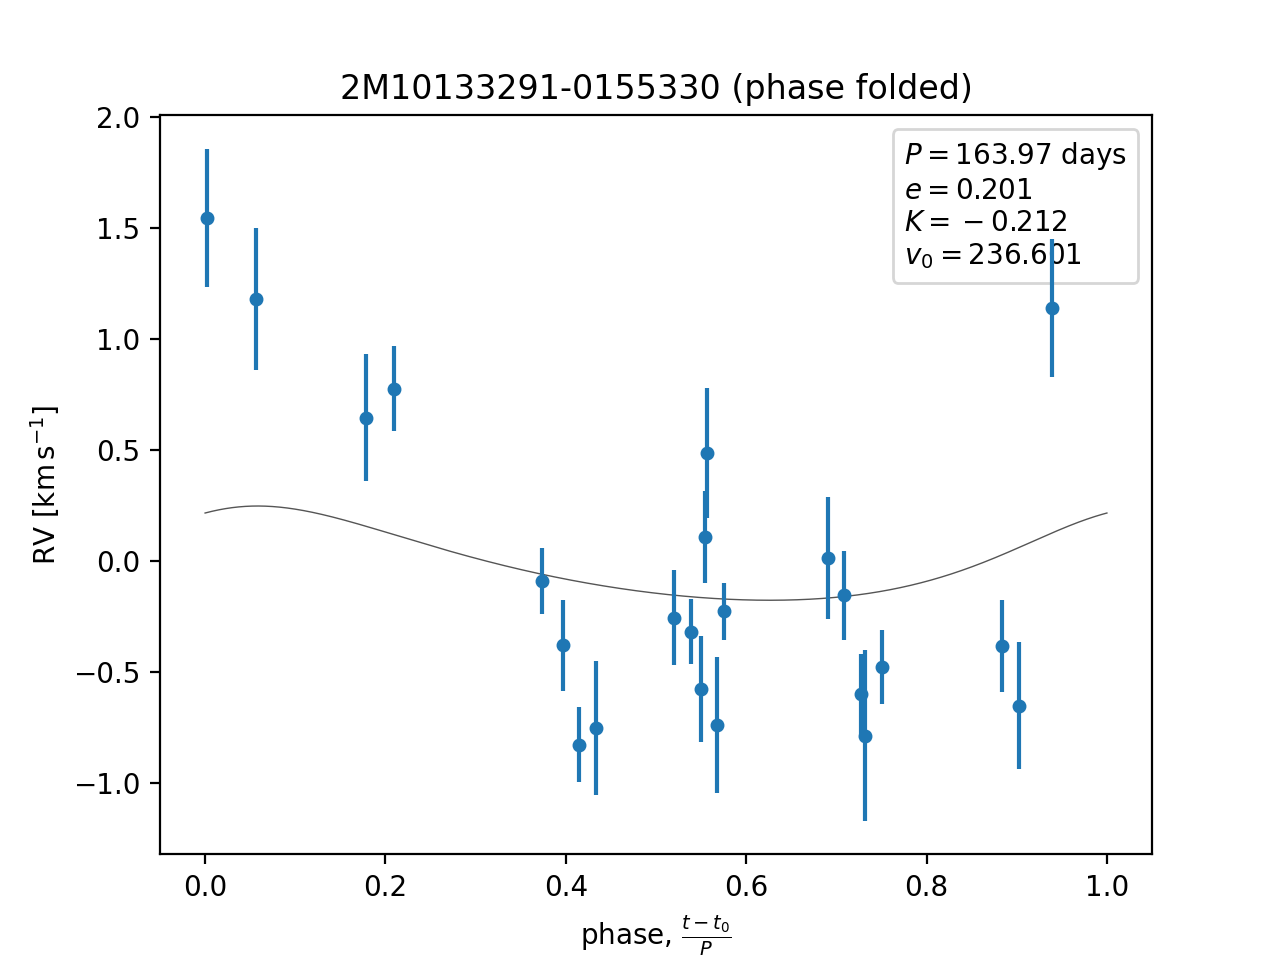 2M10133291-0155330 (phase folded)
P = 163.97 days
e = 0.201
K = −0.212
v₀ = 236.601
2.0
1.5
1.0
0.5
0.0
−0.5
−1.0
RV [km s⁻¹]
0.0 0.2 0.4 0.6 0.8 1.0
phase, (t − t₀)/P